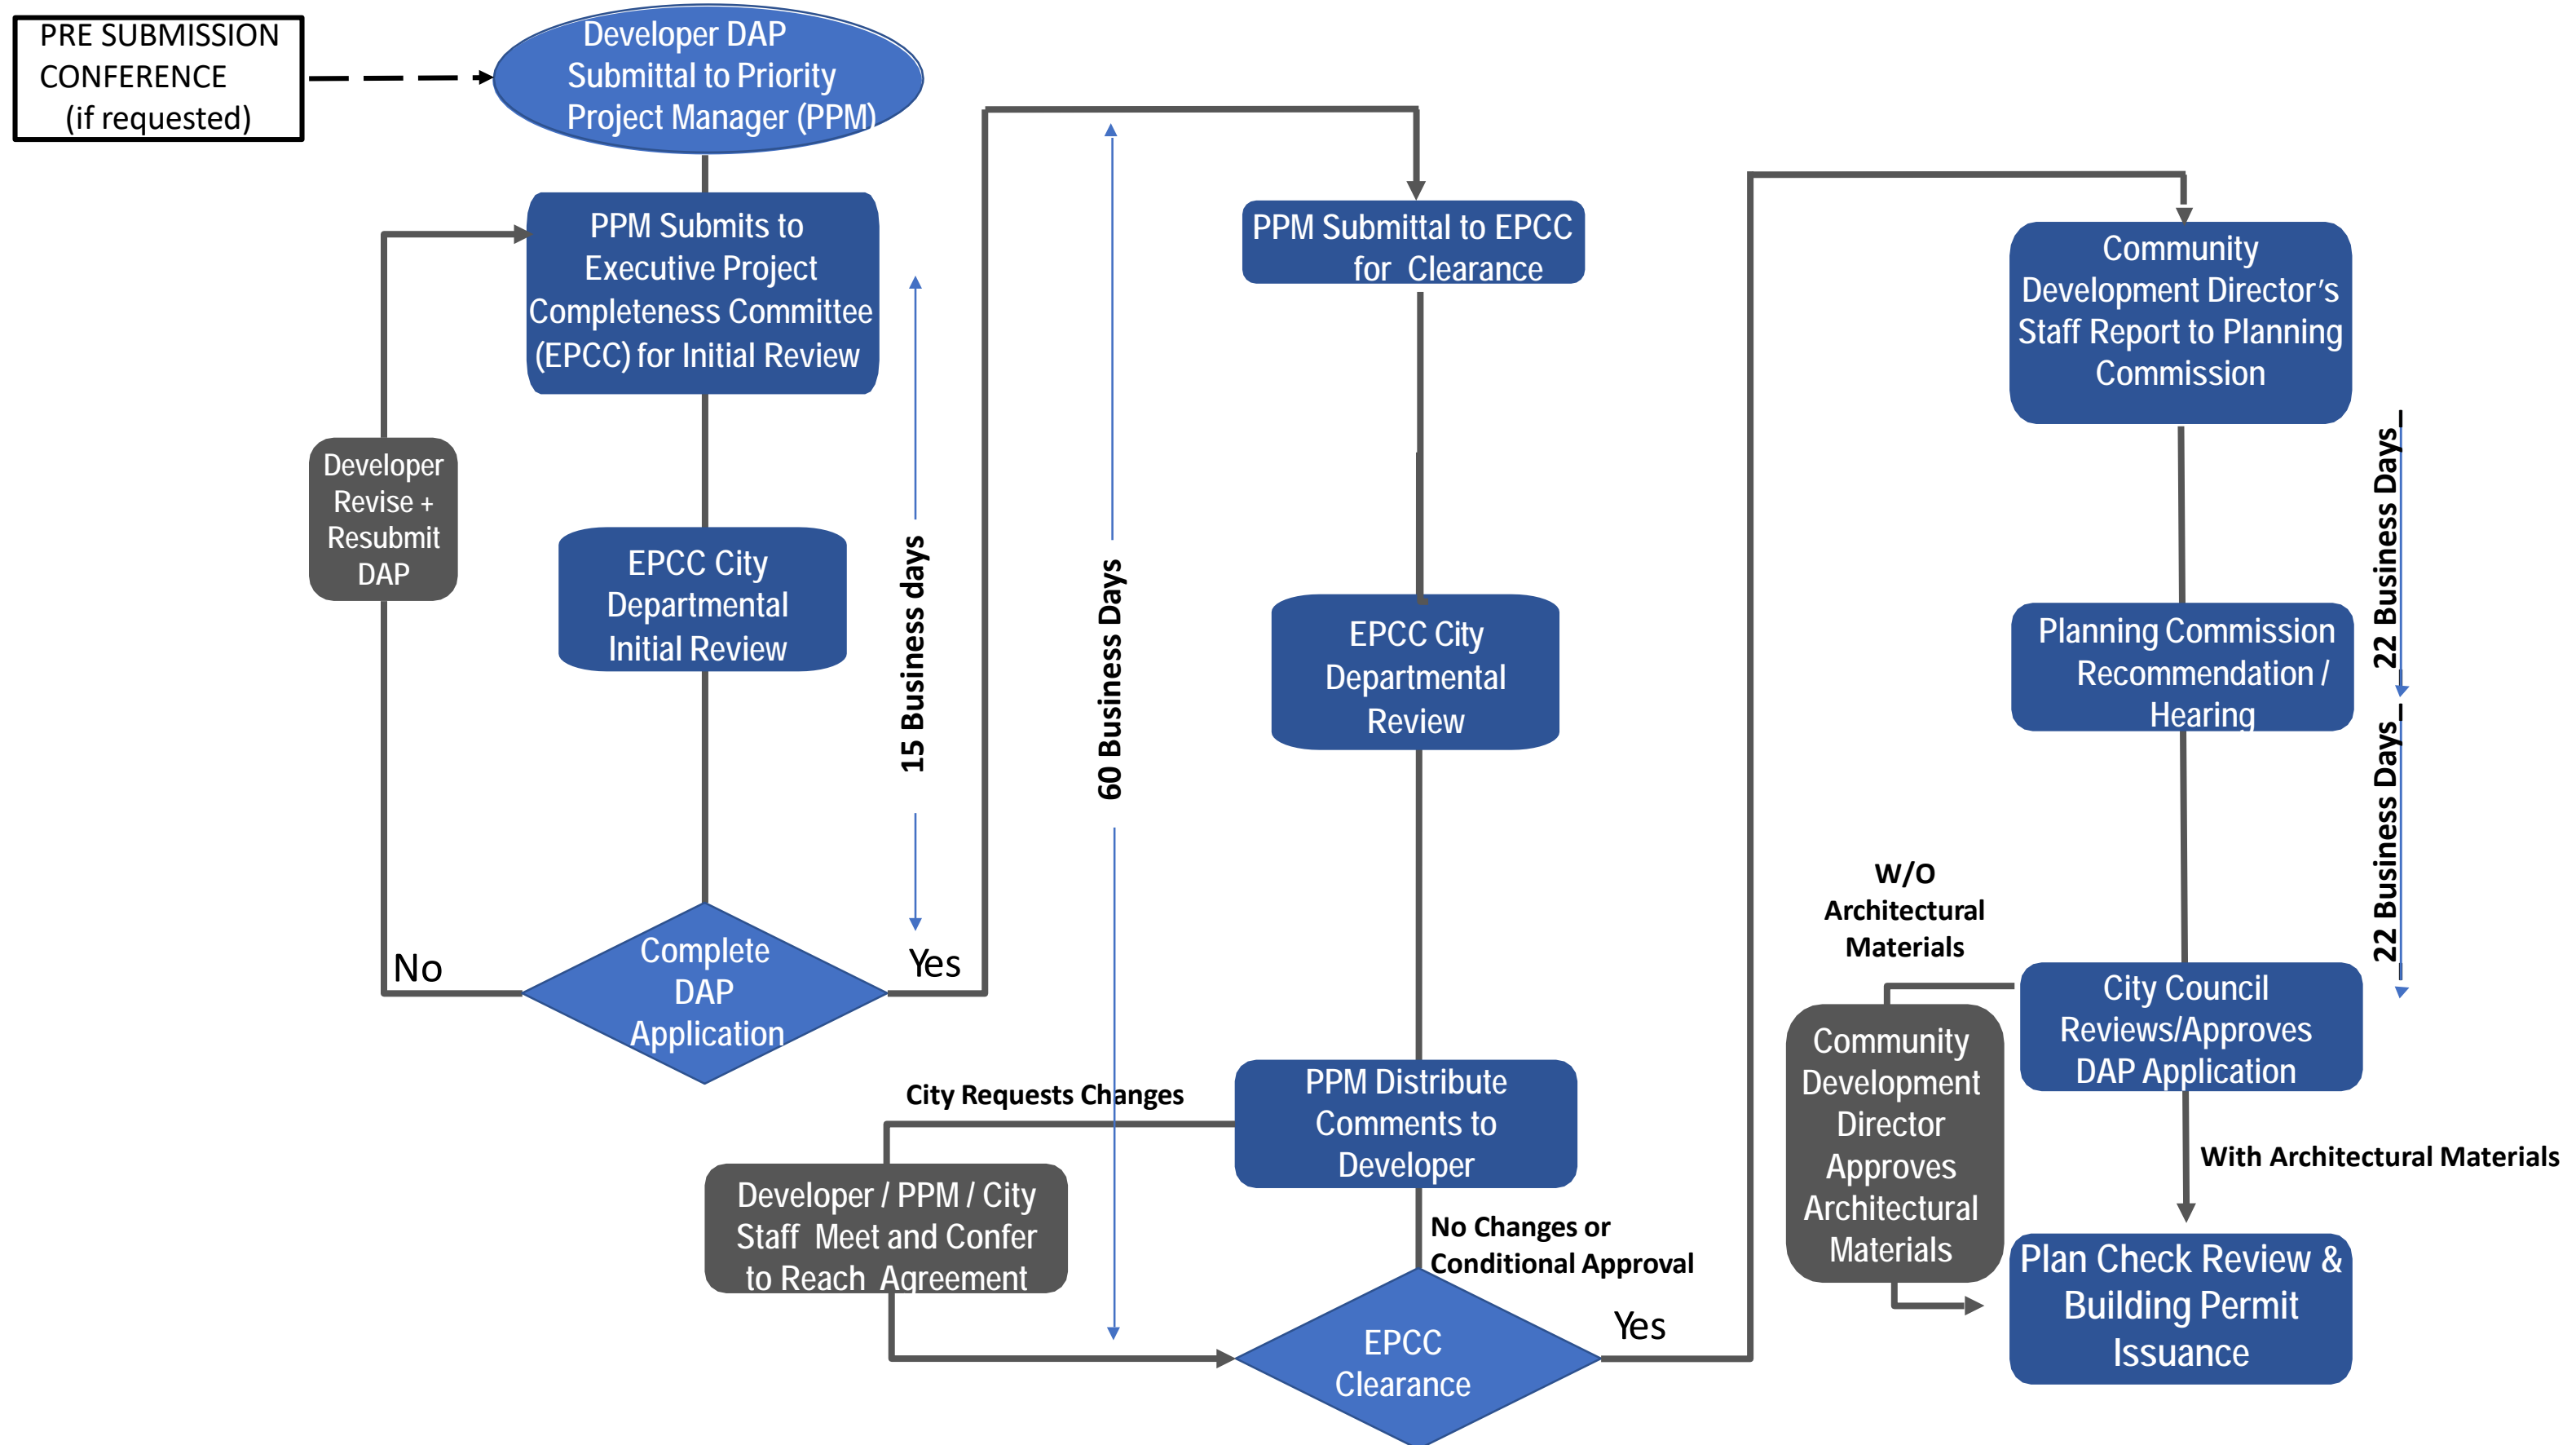 PRE SUBMISSION
CONFERENCE
(if requested)
Developer DAP
Submittal to Priority
Project Manager (PPM)
PPM Submits to
Executive Project
Completeness Committee
(EPCC) for Initial Review
Developer
Revise +
Resubmit
DAP
EPCC City
Departmental
Initial Review
15 Business days
Complete
DAP
Application
No
Yes
60 Business Days
PPM Submittal to EPCC
for Clearance
EPCC City
Departmental
Review
PPM Distribute
Comments to
Developer
City Requests Changes
Developer / PPM / City
Staff Meet and Confer
to Reach Agreement
No Changes or
Conditional Approval
EPCC
Clearance
Yes
Community
Development Director’s
Staff Report to Planning
Commission
22 Business Days
Planning Commission
Recommendation /
Hearing
22 Business Days
W/O
Architectural
Materials
City Council
Reviews/Approves
DAP Application
Community
Development
Director
Approves
Architectural
Materials
With Architectural Materials
Plan Check Review &
Building Permit
Issuance